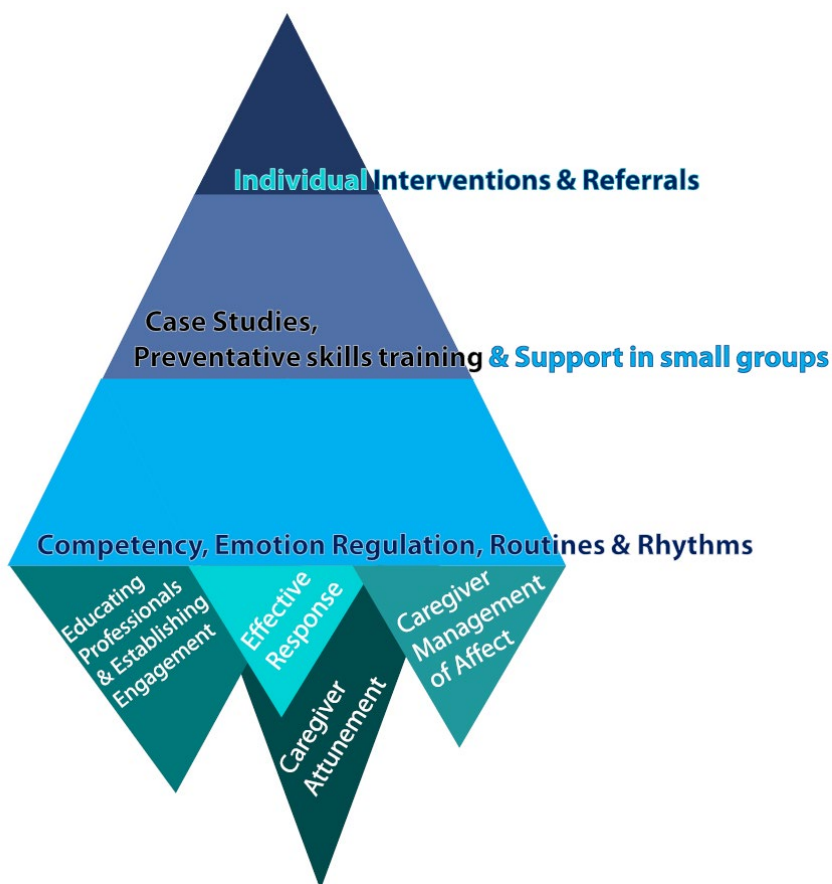 Individual Interventions & Referrals
Case Studies,
Preventative skills training & Support in small groups
Competency, Emotion Regulation, Routines & Rhythms
Educating
Professionals
& Establishing
Engagement
Effective
Response
Caregiver
Attunement
Caregiver
Management
of Affect